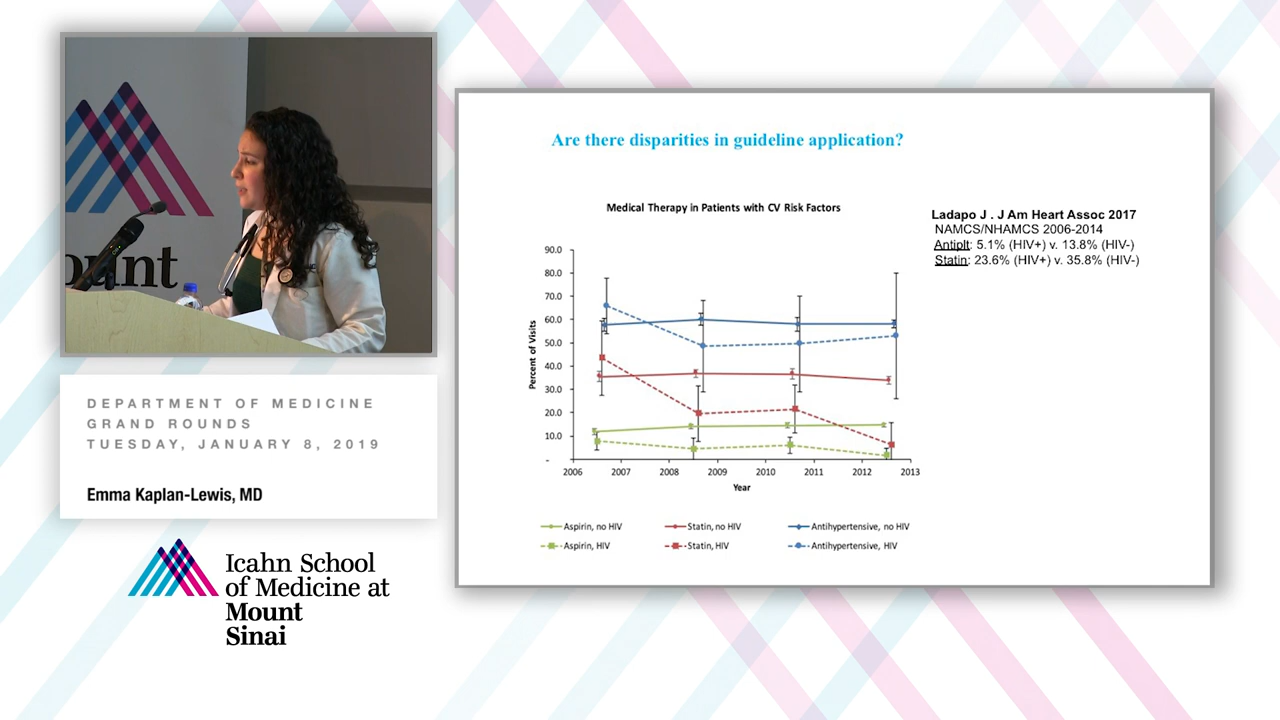 ount
DEPARTMENT OF MEDICINE
GRAND ROUNDS
TUESDAY, JANUARY 8, 2019
Emma Kaplan-Lewis, MD
Icahn School
of Medicine at
Mount
Sinai
Are there disparities in guideline application?
Medical Therapy in Patients with CV Risk Factors
Percent of Visits
90.0
80.0
70.0
60.0
50.0
40.0
30.0
20.0
10.0
-
2006 2007 2008 2009 2010 2011 2012 2013
Year
Aspirin, no HIV Statin, no HIV Antihypertensive, no HIV
Aspirin, HIV Statin, HIV Antihypertensive, HIV
Ladapo J . J Am Heart Assoc 2017
NAMCS/NHAMCS 2006-2014
Antiplt: 5.1% (HIV+) v. 13.8% (HIV-)
Statin: 23.6% (HIV+) v. 35.8% (HIV-)